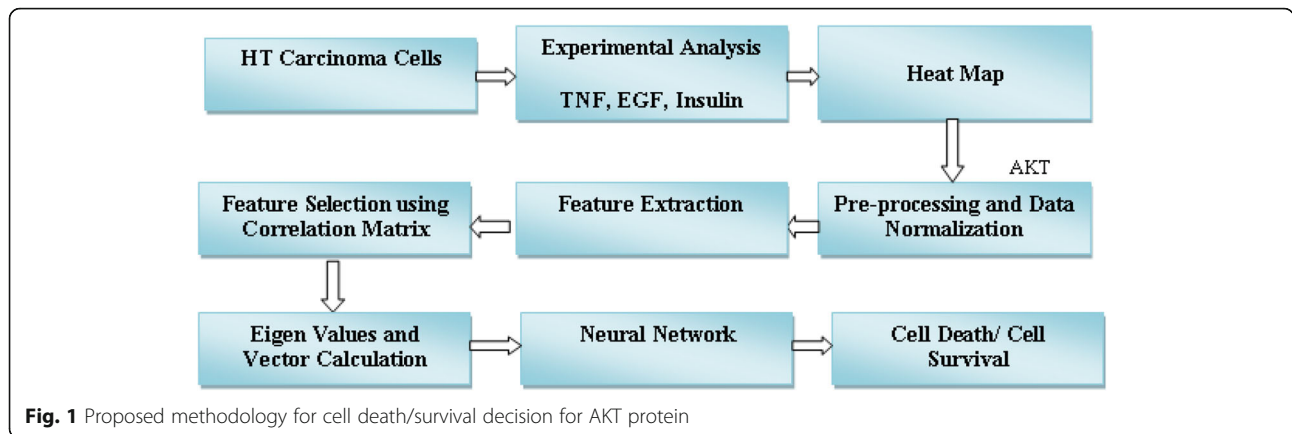 HT Carcinoma Cells
Experimental Analysis
TNF, EGF, Insulin
Heat Map
AKT
Pre-processing and Data
Normalization
Feature Extraction
Feature Selection using
Correlation Matrix
Eigen Values and
Vector Calculation
Neural Network
Cell Death/ Cell
Survival
Fig. 1 Proposed methodology for cell death/survival decision for AKT protein